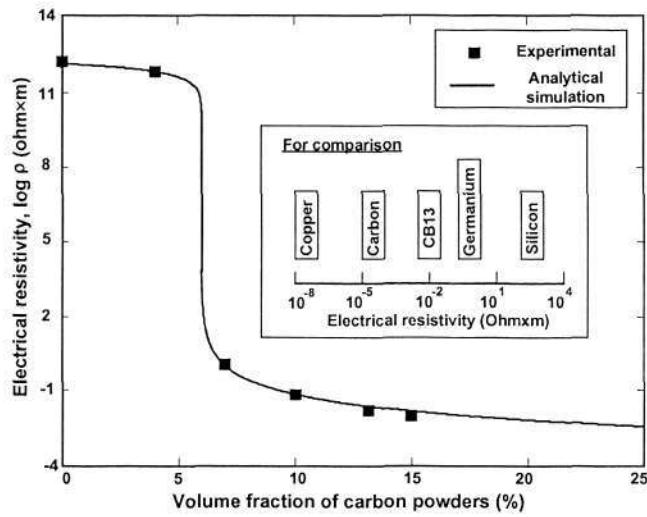 14
11
8
5
2
-1
-4
Electrical resistivity, log ρ (ohm×m)
Experimental
Analytical
simulation
For comparison
Copper
Carbon
CB13
Germanium
Silicon
10-8
10-5
10-2
101
104
Electrical resistivity (Ohmxm)
0
5
10
15
20
25
Volume fraction of carbon powders (%)